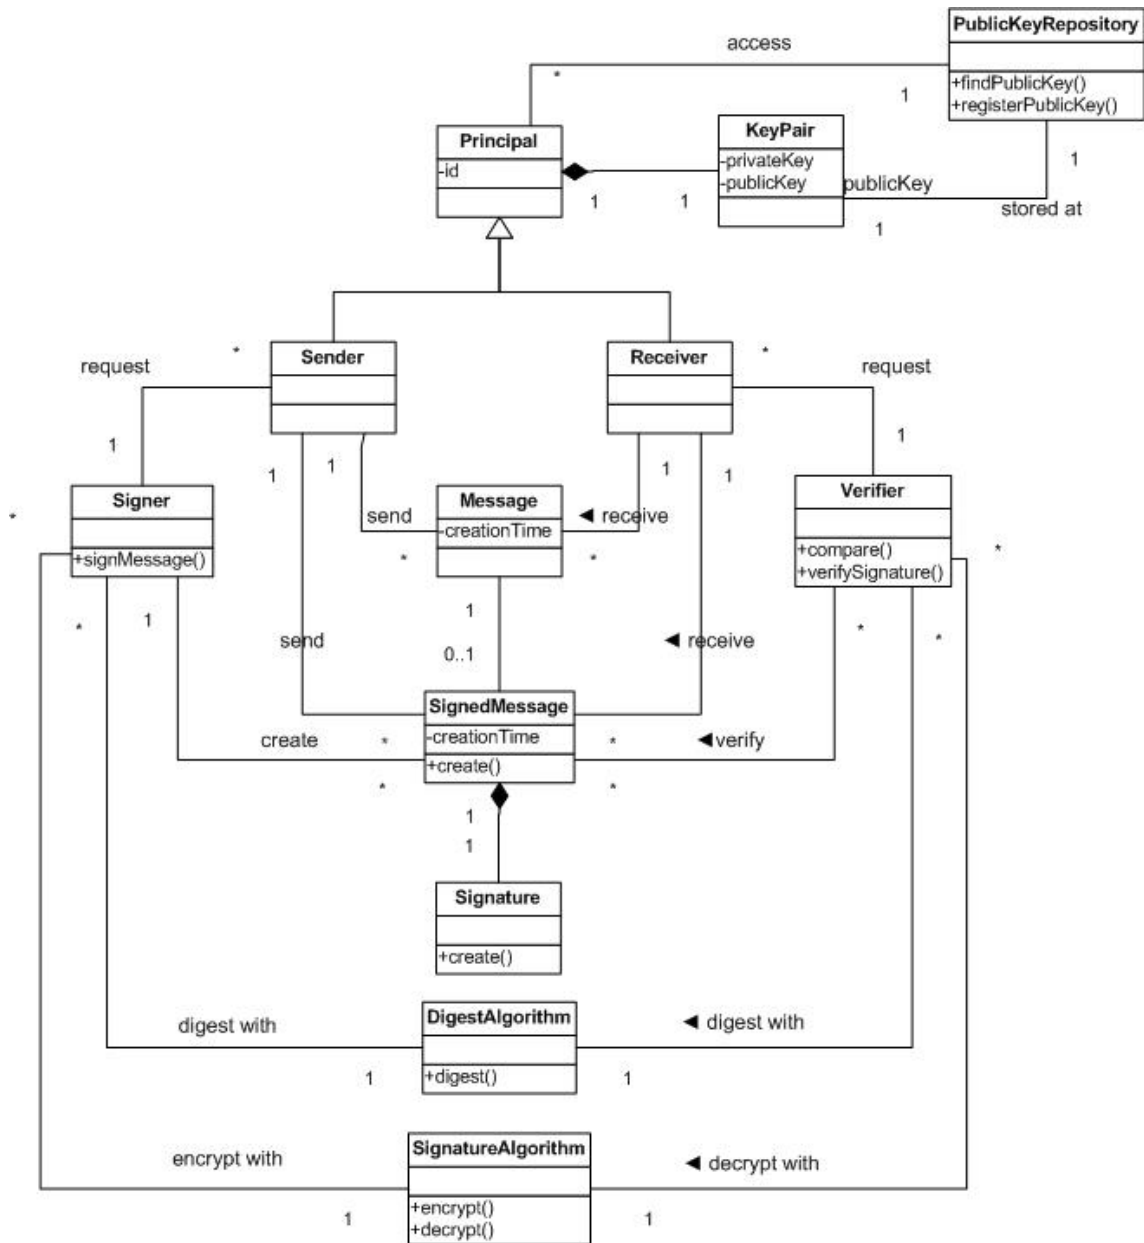 PublicKeyRepository
access
*
+findPublicKey()
+registerPublicKey()
1
KeyPair
Principal
-privateKey
-id
-publicKey
publicKey
1
1
1
1
stored at
Sender
Receiver
*
*
request
request
1
1
1
1
1
1
Signer
Message
Verifier
*
send
-creationTime
◄ receive
+signMessage()
+compare()
*
*
*
+verifySignature()
*
1
1
*
*
send
◄ receive
0..1
SignedMessage
-creationTime
create
*
*
◄verify
+create()
*
*
1
1
Signature
+create()
DigestAlgorithm
digest with
◄ digest with
+digest()
1
1
SignatureAlgorithm
encrypt with
◄ decrypt with
+encrypt()
1
1
+decrypt()